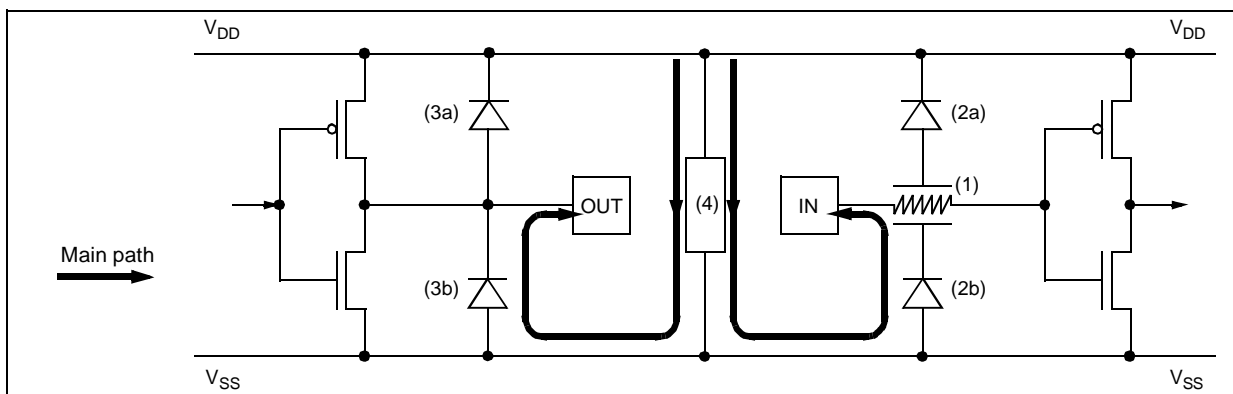 VDD
VDD
(3a)
(2a)
(1)
OUT
(4)
IN
Main path
(3b)
(2b)
VSS
VSS